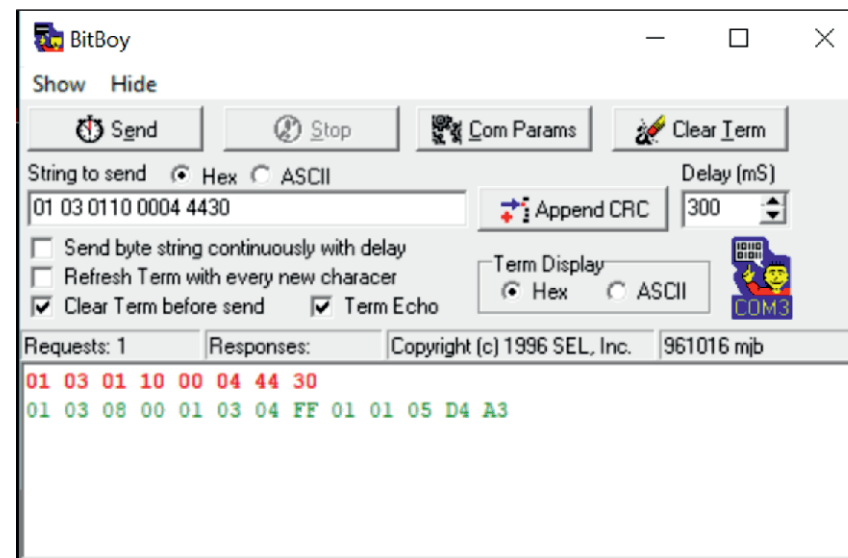 BitBoy
Show Hide
Send Stop Com Params Clear Term
String to send Hex ASCII Delay (mS)
01 03 0110 0004 4430 Append CRC 300
Send byte string continuously with delay
Refresh Term with every new characer
Clear Term before send Term Echo
Term Display
Hex ASCII
COM3
Requests: 1 Responses: Copyright (c) 1996 SEL, Inc. 961016 mjb
01 03 01 10 00 04 44 30
01 03 08 00 01 03 04 FF 01 01 05 D4 A3